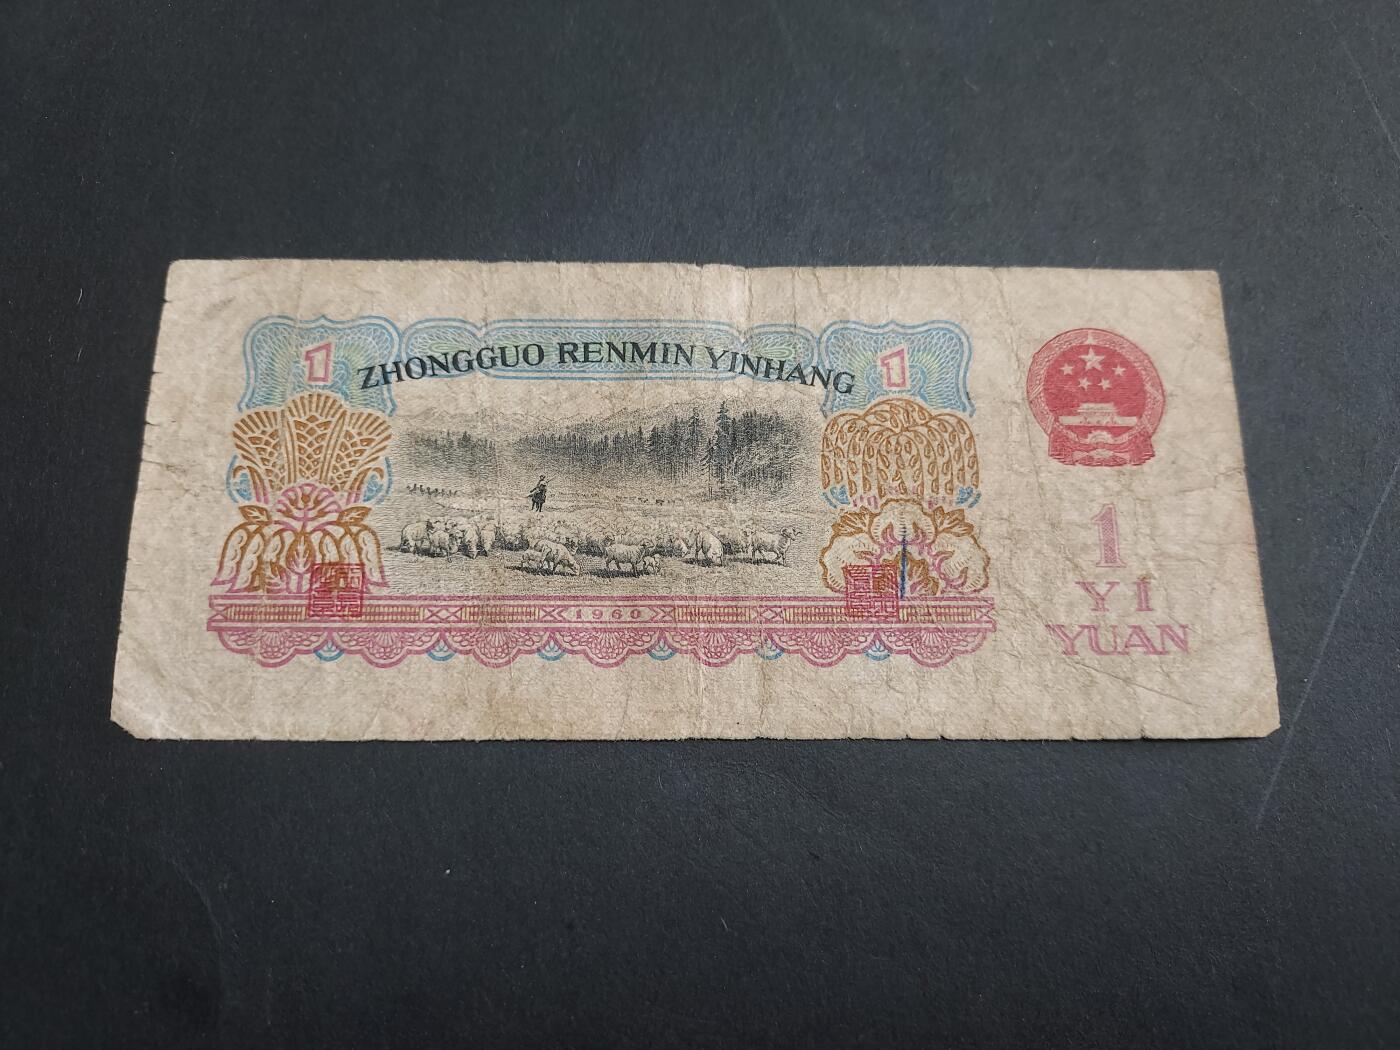 1 ZHONGGUO RENMIN YINHANG 1
1960
1
YI
YUAN